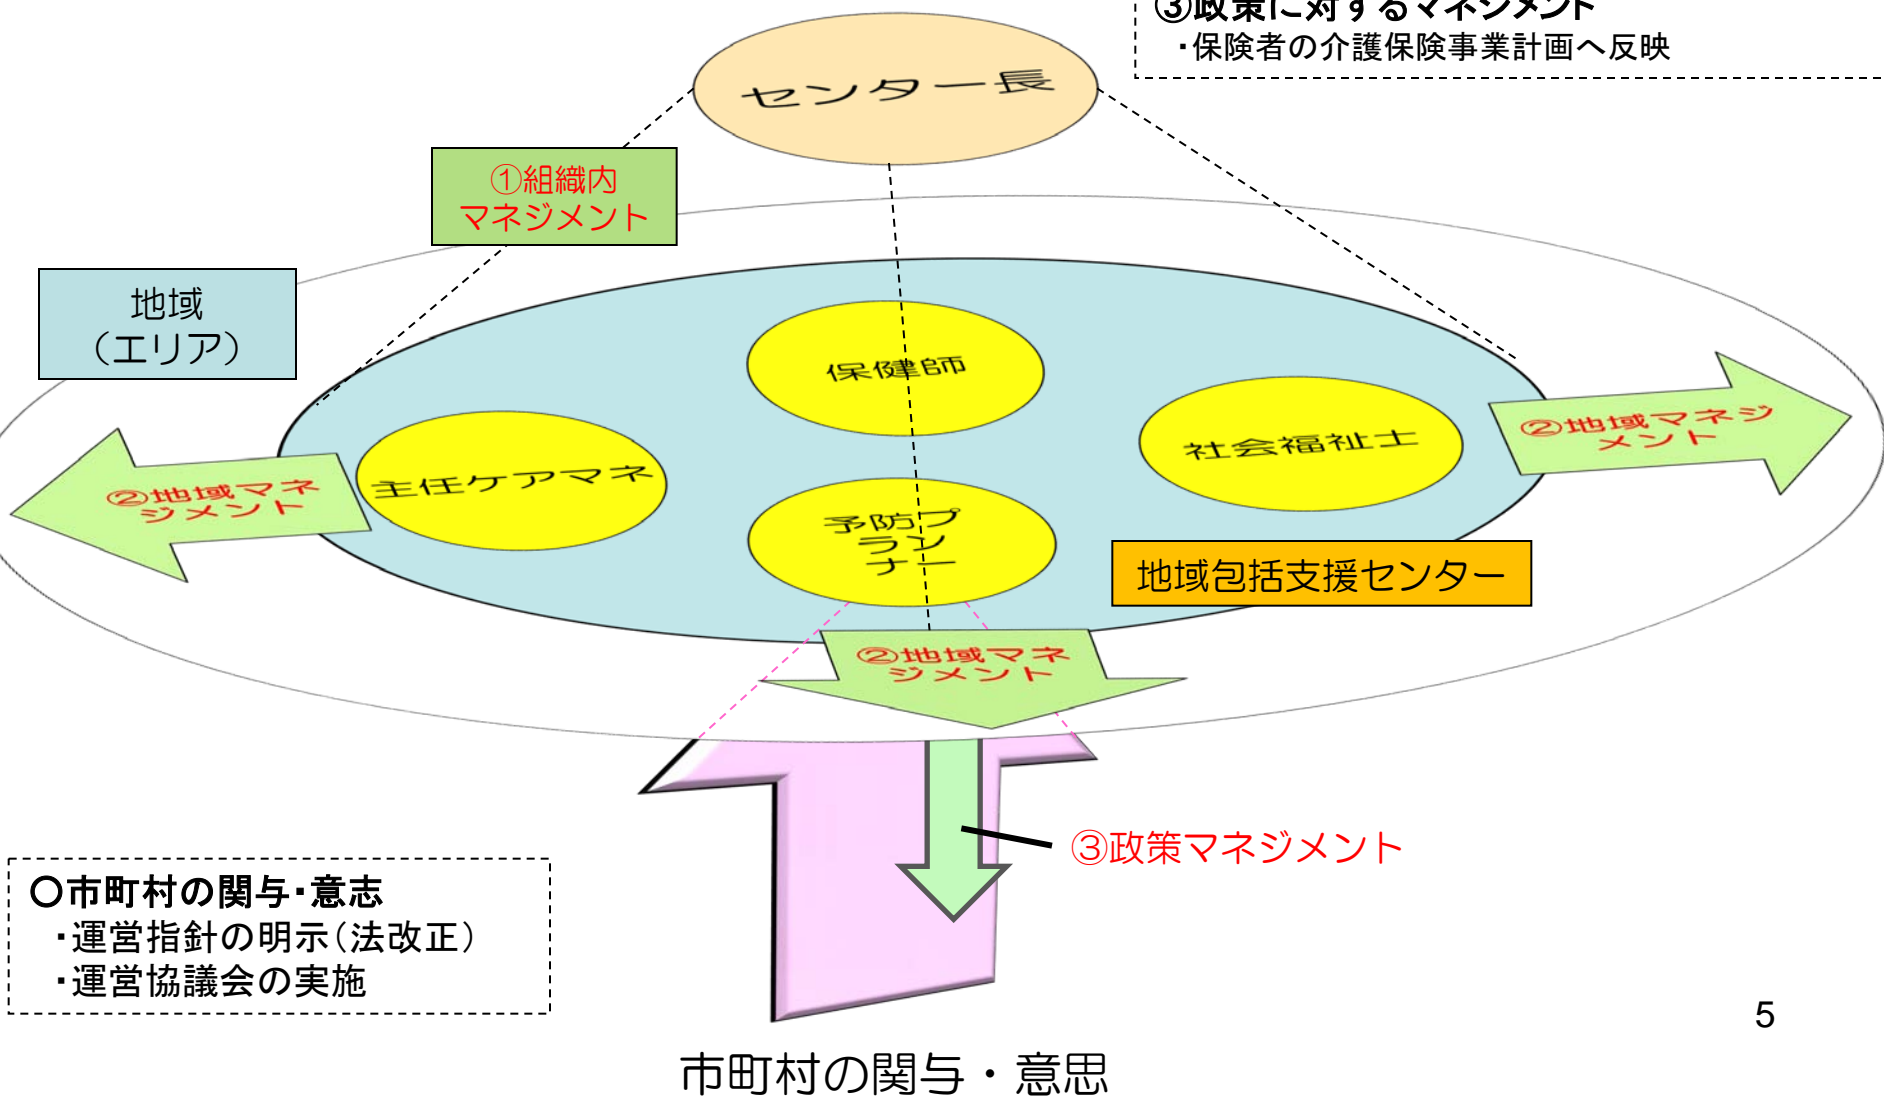 ③政策に対するマネジメント
・保険者の介護保険事業計画へ反映
センター長
①組織内
マネジメント
地域
（エリア）
保健師
社会福祉士
②地域マネジ
メント
主任ケアマネ
②地域マネ
ジメント
予防プ
ラン
ナー
地域包括支援センター
②地域マネ
ジメント
③政策マネジメント
〇市町村の関与・意志
・運営指針の明示（法改正）
・運営協議会の実施
5
市町村の関与・意思